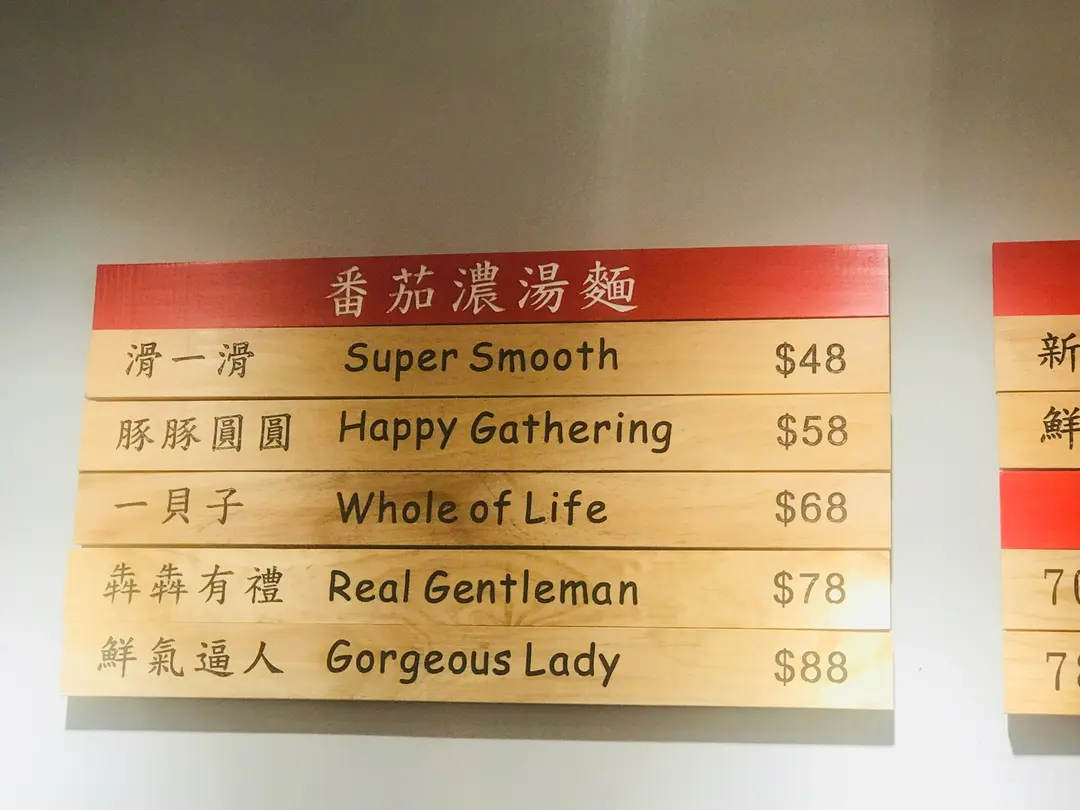 番茄濃湯麵
滑一滑 Super Smooth $48
豚豚圓圓 Happy Gathering $58
一貝子 Whole of Life $68
犇犇有禮 Real Gentleman $78
鮮氣逼人 Gorgeous Lady $88
新
鮮